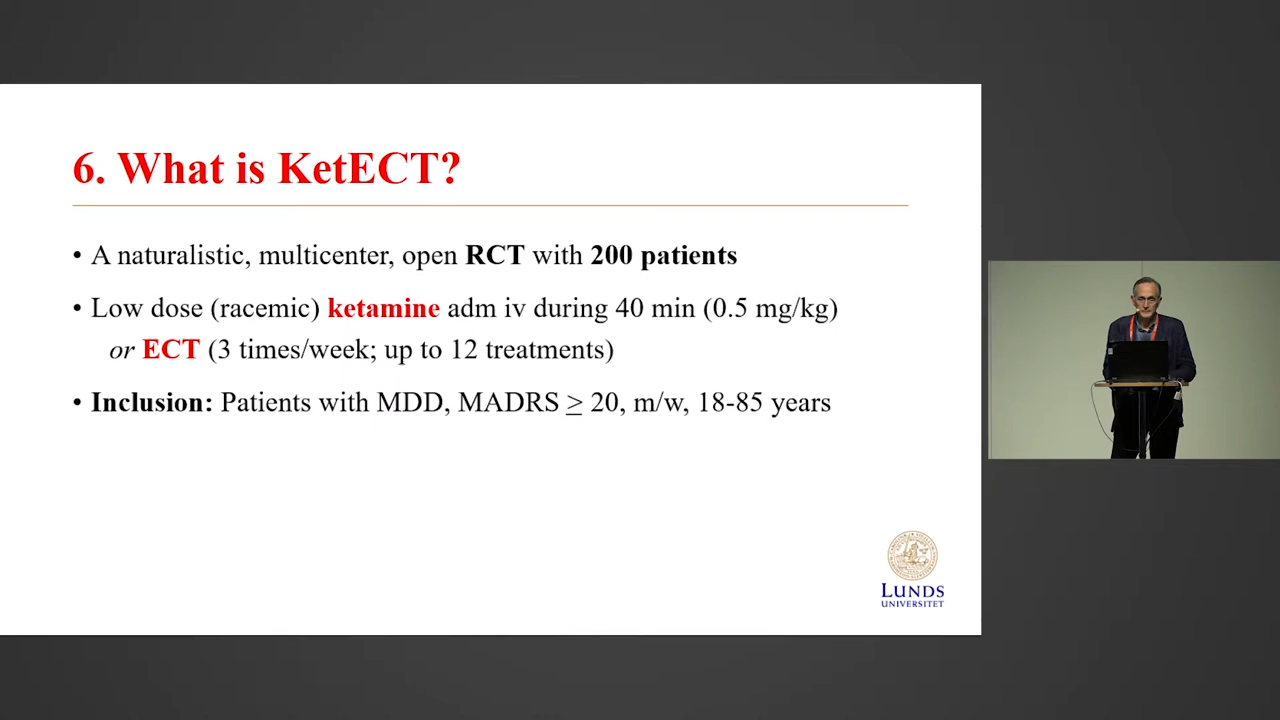 6. What is KetECT?
• A naturalistic, multicenter, open RCT with 200 patients
• Low dose (racemic) ketamine adm iv during 40 min (0.5 mg/kg)
or ECT (3 times/week; up to 12 treatments)
• Inclusion: Patients with MDD, MADRS ≥ 20, m/w, 18-85 years
LUNDS
UNIVERSITET